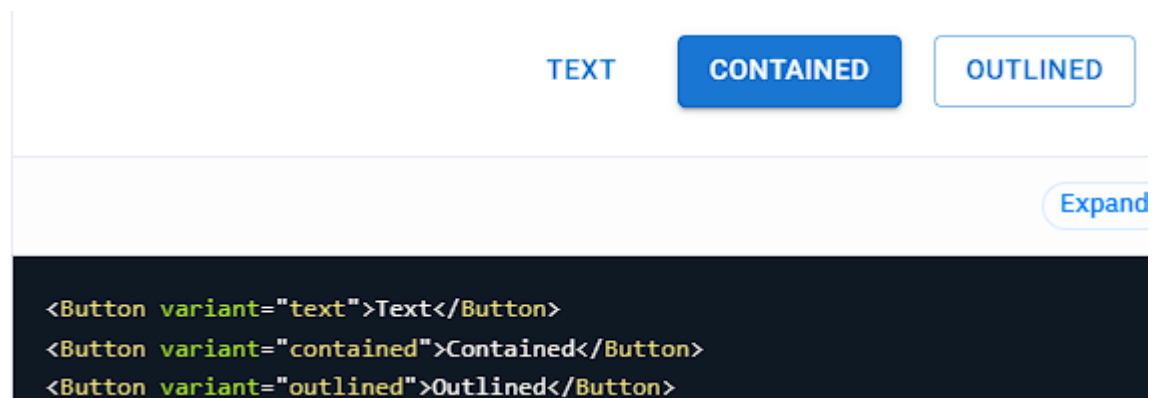 TEXT CONTAINED OUTLINED
Expand
<Button variant="text">Text</Button>
<Button variant="contained">Contained</Button>
<Button variant="outlined">Outlined</Button>